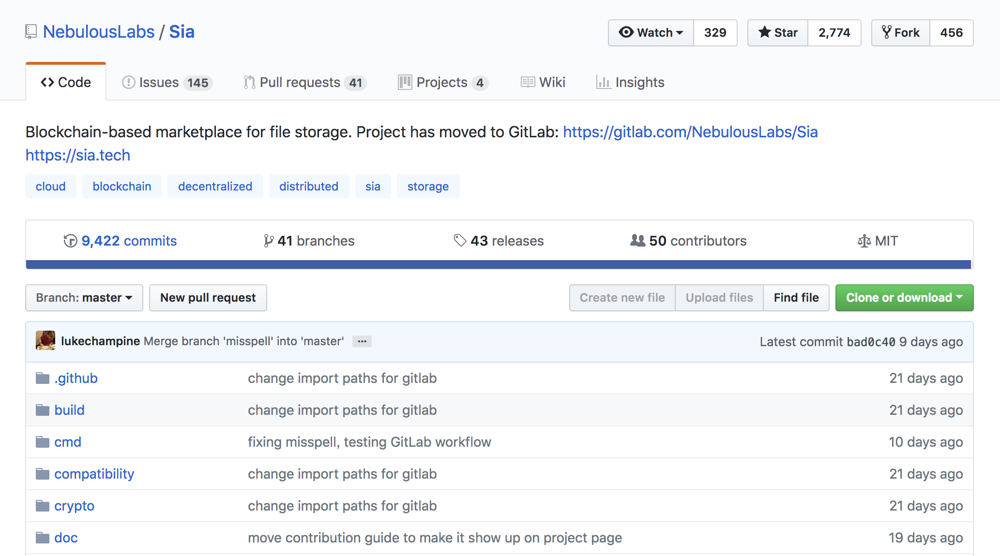 NebulousLabs / Sia
Watch 329 Star 2,774 Fork 456
Code Issues 145 Pull requests 41 Projects 4 Wiki Insights
Blockchain-based marketplace for file storage. Project has moved to GitLab: https://gitlab.com/NebulousLabs/Sia
https://sia.tech
cloud blockchain decentralized distributed sia storage
9,422 commits 41 branches 43 releases 50 contributors MIT
Branch: master New pull request Create new file Upload files Find file Clone or download
lukechampine Merge branch 'misspell' into 'master' ... Latest commit bad0c40 9 days ago
.github change import paths for gitlab 21 days ago
build change import paths for gitlab 21 days ago
cmd fixing misspell, testing GitLab workflow 10 days ago
compatibility change import paths for gitlab 21 days ago
crypto change import paths for gitlab 21 days ago
doc move contribution guide to make it show up on project page 19 days ago